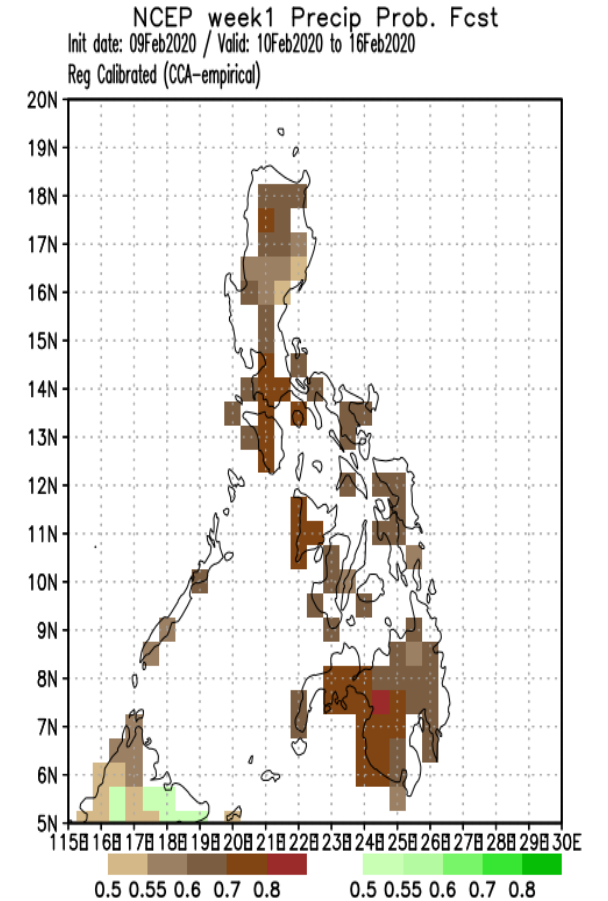 NCEP week1 Precip Prob. Fcst
Init date: 09Feb2020 / Valid: 10Feb2020 to 16Feb2020
Reg Calibrated (CCA-empirical)
20N
19N
18N
17N
16N
15N
14N
13N
12N
11N
10N
9N
8N
7N
6N
5N
115E 116E 117E 118E 119E 120E 121E 122E 123E 124E 125E 126E 127E 128E 129E 130E
0.5 0.55 0.6 0.7 0.8 0.5 0.55 0.6 0.7 0.8